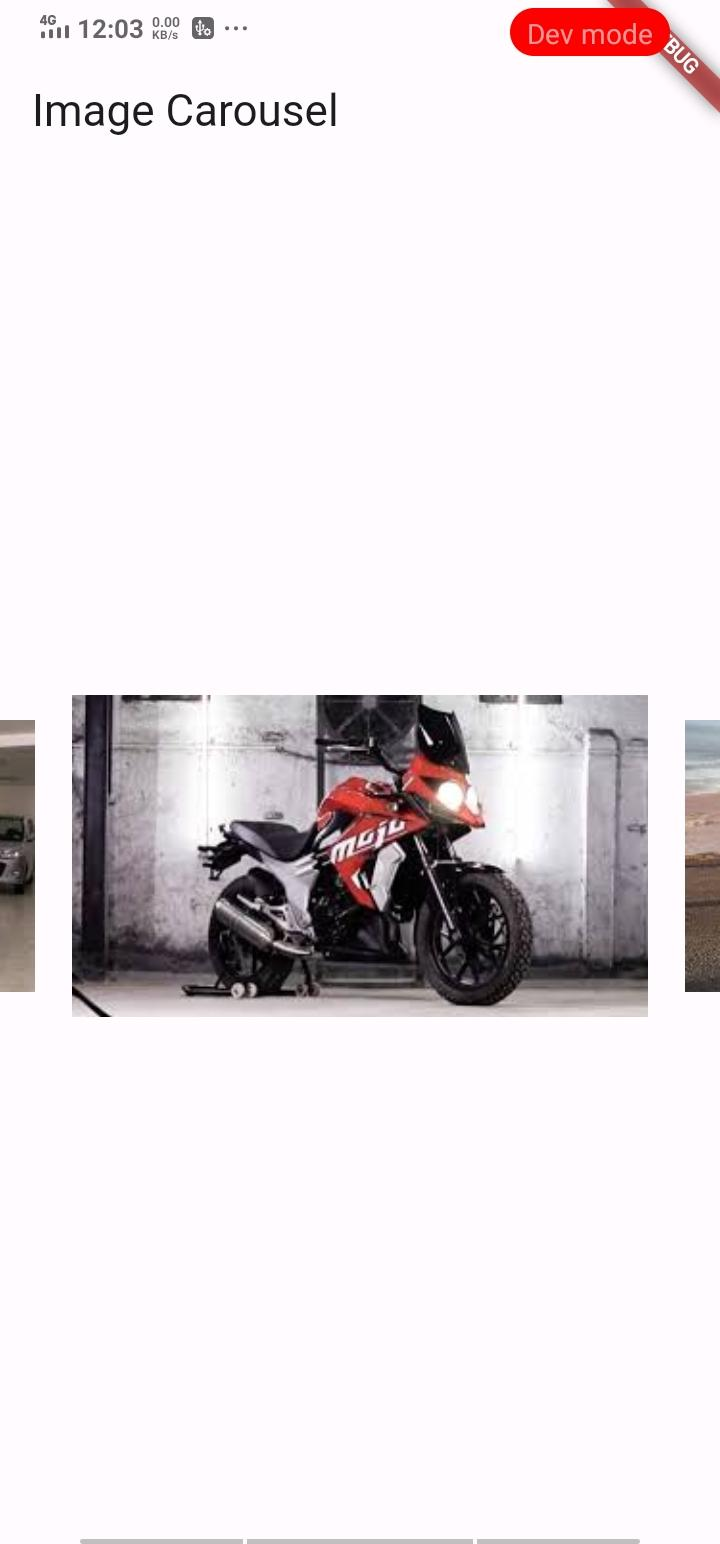 4G 12:03 0.00 KB/s ... Dev mode
BUG
Image Carousel
mojo